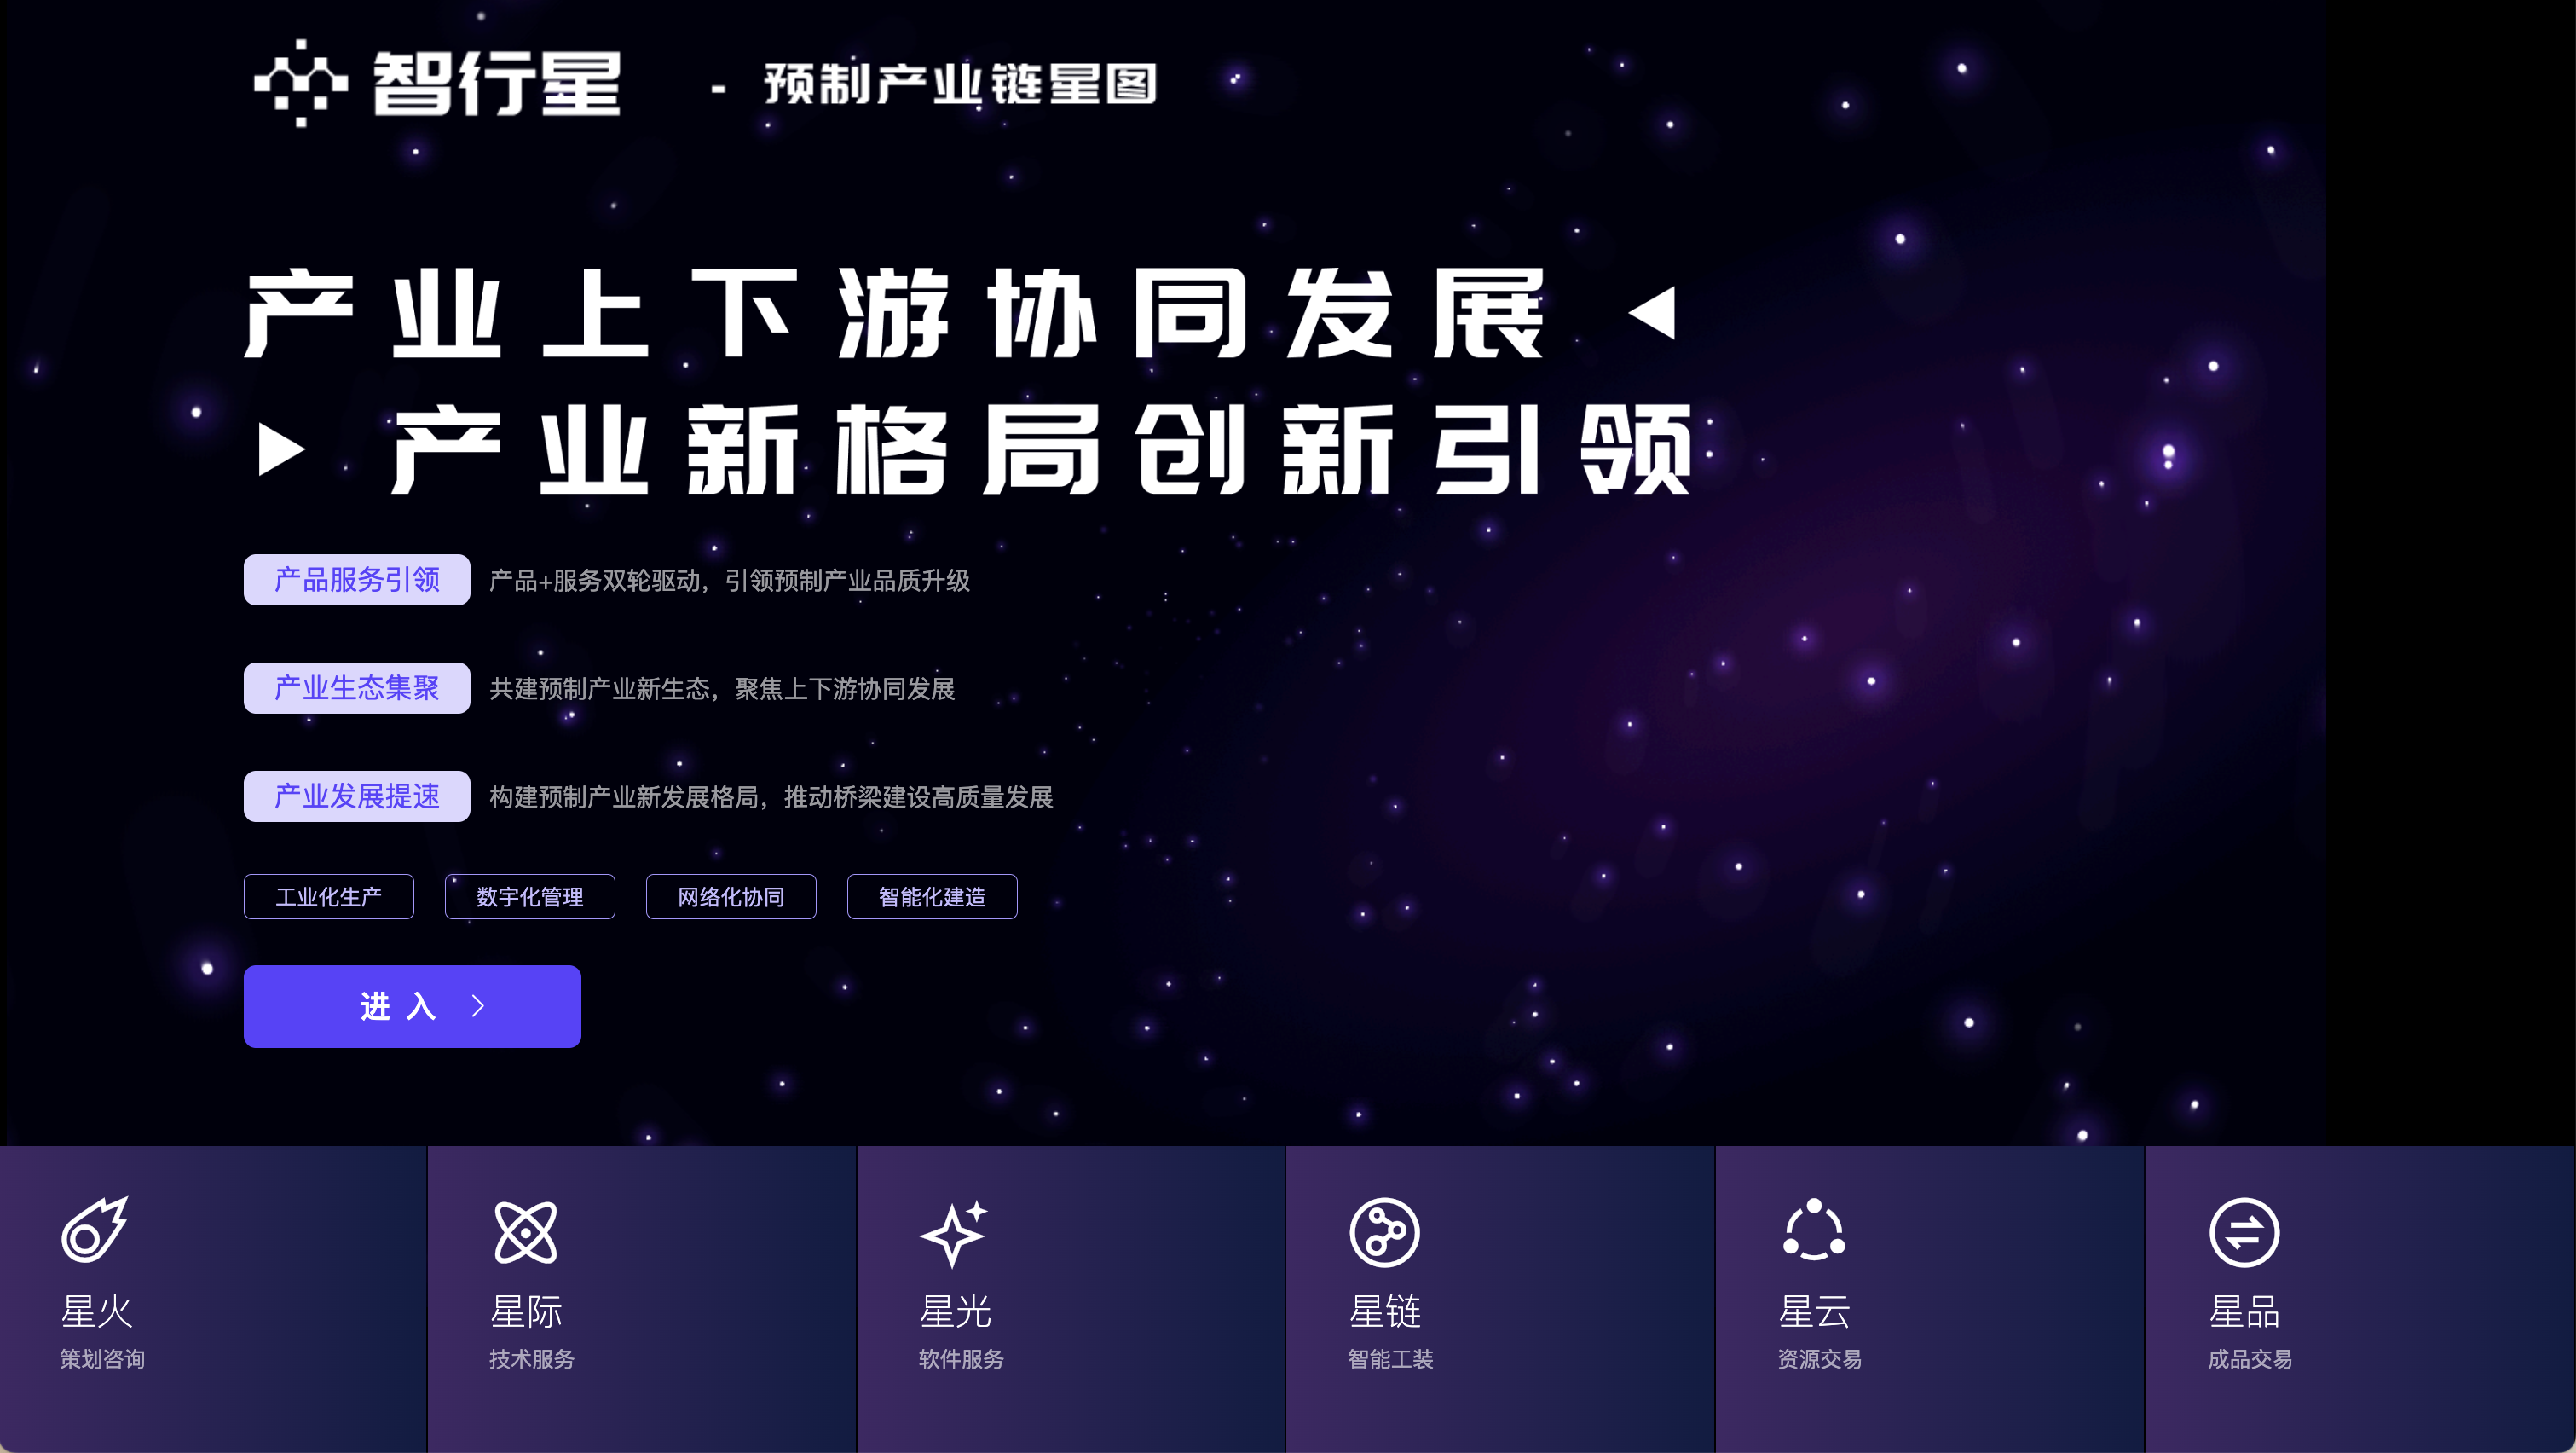 智行星 - 预制产业链星图
产业上下游协同发展
产业新格局创新引领
产品服务引领 产品+服务双轮驱动，引领预制产业品质升级
产业生态集聚 共建预制产业新生态，聚焦上下游协同发展
产业发展提速 构建预制产业新发展格局，推动桥梁建设高质量发展
工业化生产 数字化管理 网络化协同 智能化建造
进入
星火 星际 星光 星链 星云 星品
策划咨询 技术服务 软件服务 智能工装 资源交易 成品交易